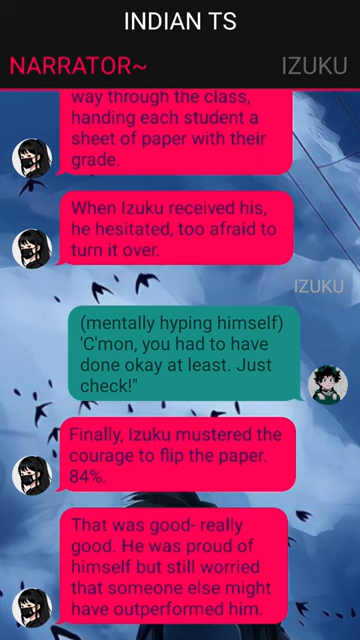 INDIAN TS
NARRATOR~ IZUKU
way through the class,
handing each student a
sheet of paper with their
grade.
When Izuku received his,
he hesitated, too afraid to
turn it over.
IZUKU
(mentally hyping himself)
'C'mon, you had to have
done okay at least. Just
check!"
Finally, Izuku mustered the
courage to flip the paper.
84%.
That was good- really
good. He was proud of
himself but still worried
that someone else might
have outperformed him.